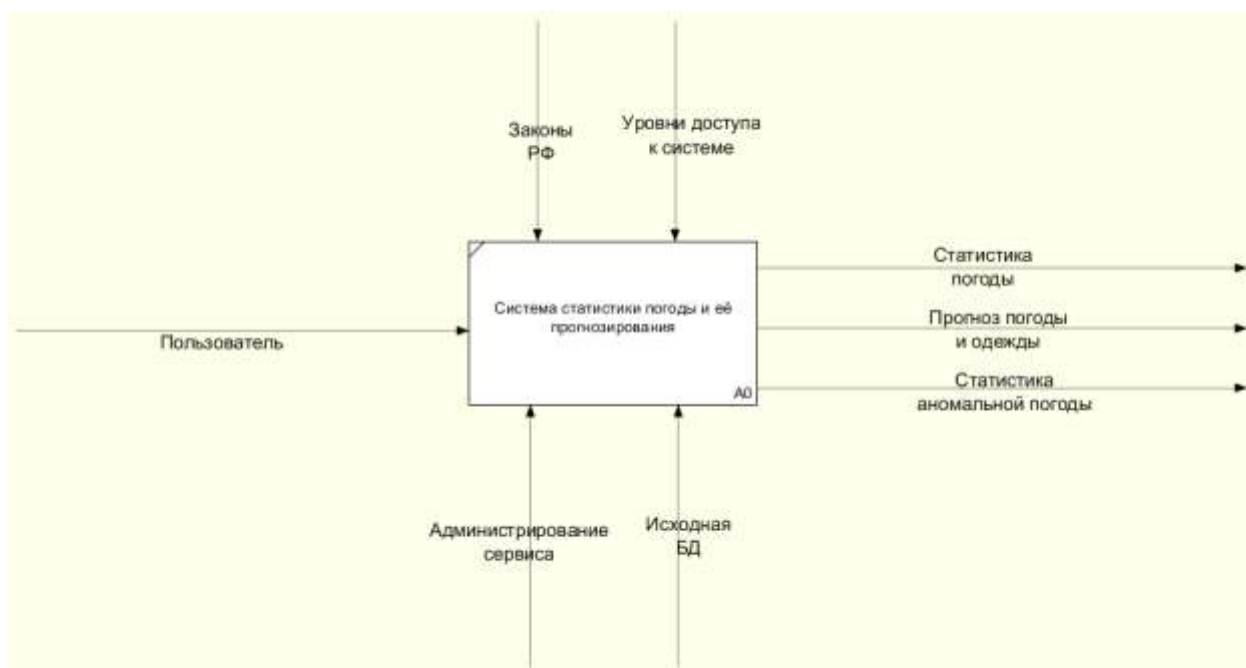 Законы
РФ
Уровни доступа
к системе
Система статистики погоды и её
прогнозирования
A0
Пользователь
Статистика
погоды
Прогноз погоды
и одежды
Статистика
аномальной погоды
Администрирование
сервиса
Исходная
БД